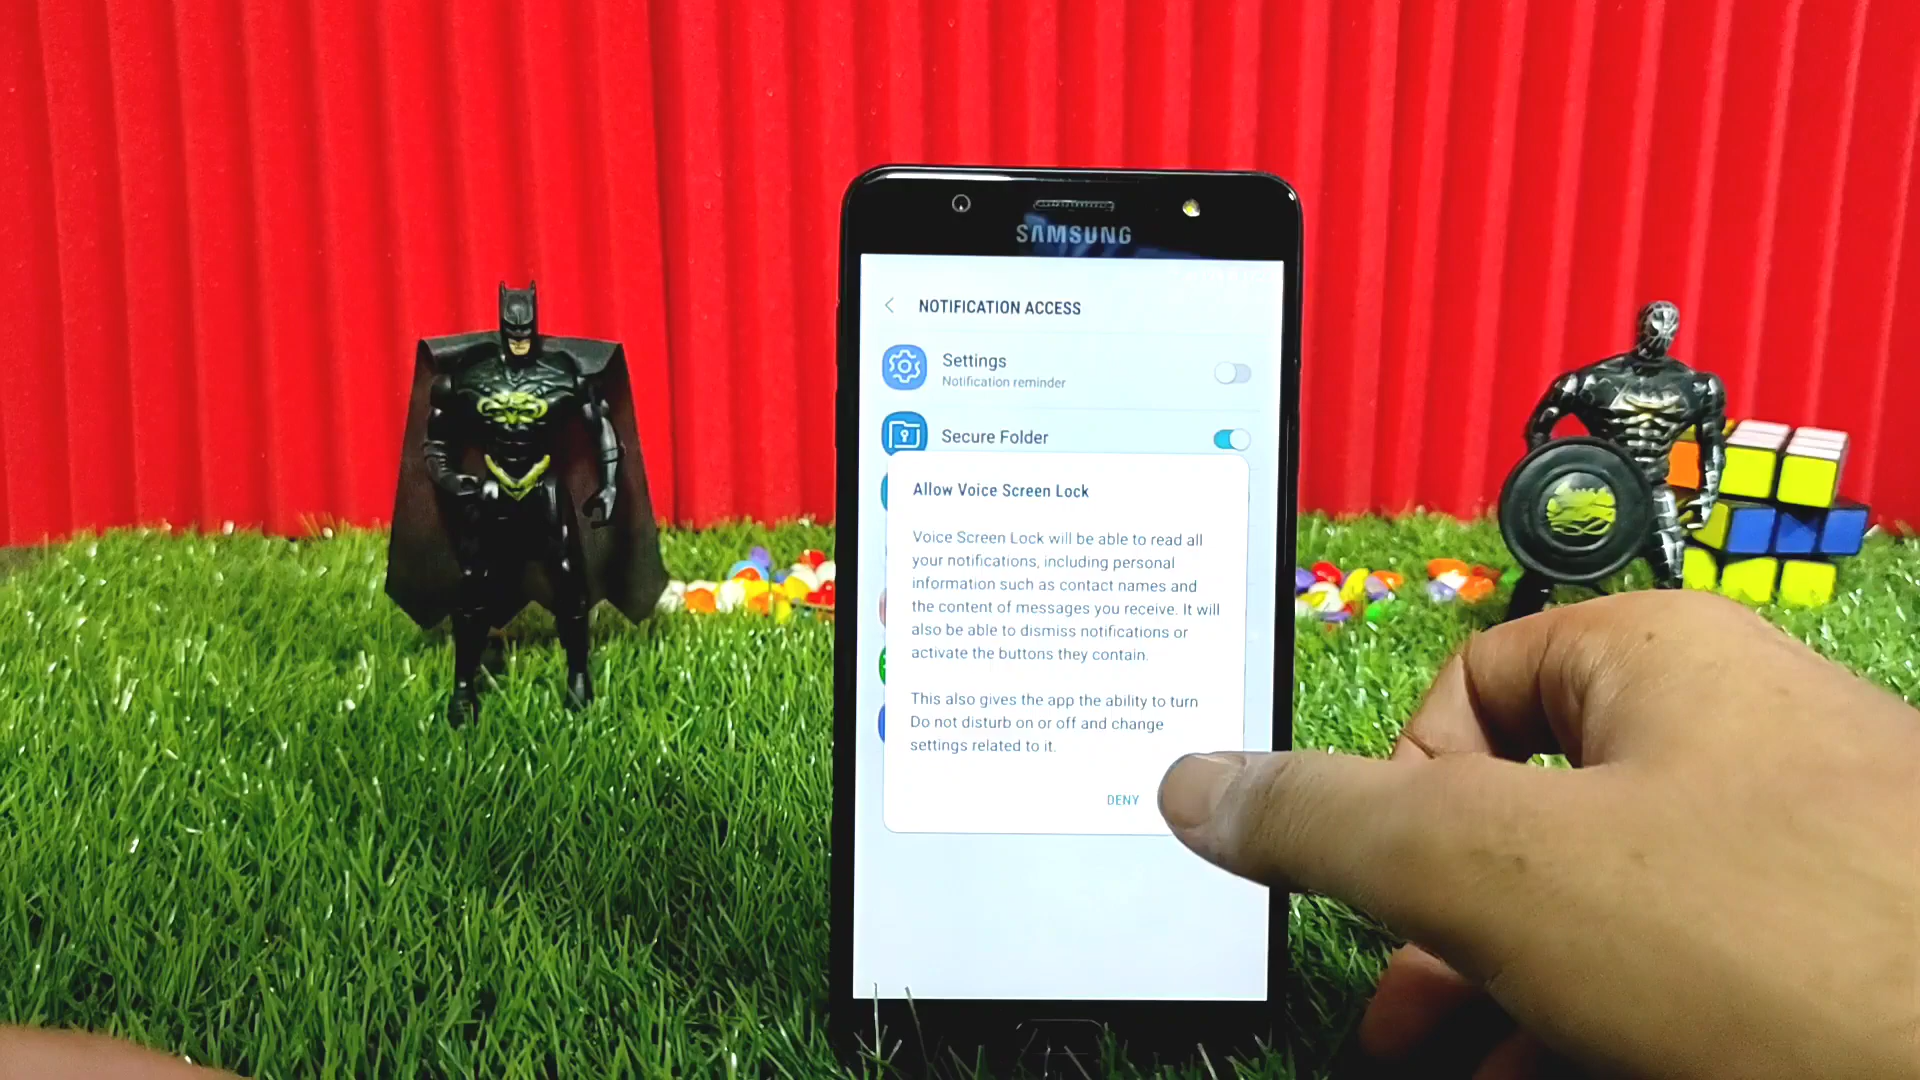 SAMSUNG
NOTIFICATION ACCESS
Settings
Notification reminder
Secure Folder
Allow Voice Screen Lock
Voice Screen Lock will be able to read all
your notifications, including personal
information such as contact names and
the content of messages you receive. It will
also be able to dismiss notifications or
activate the buttons they contain.
This also gives the app the ability to turn
Do not disturb on or off and change
settings related to it.
DENY